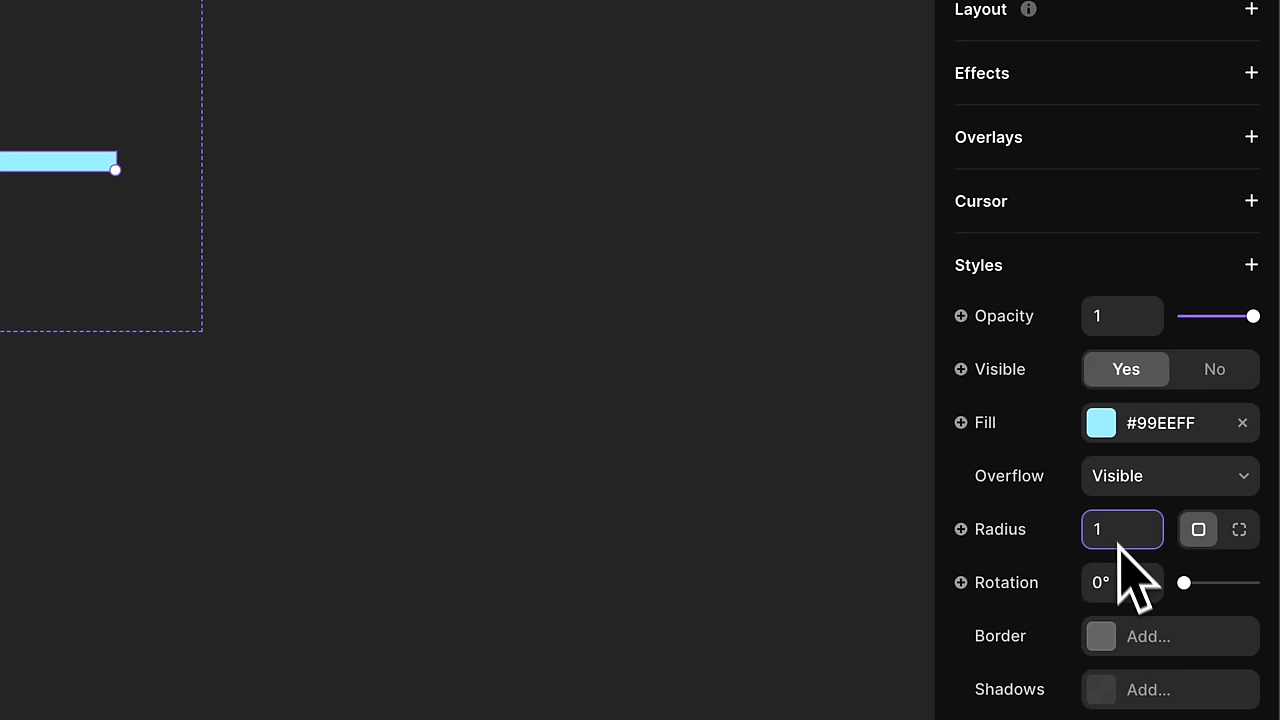 Layout
Effects
Overlays
Cursor
Styles
Opacity 1
Visible Yes No
Fill #99EEFF
Overflow Visible
Radius 1
Rotation 0°
Border Add...
Shadows Add...